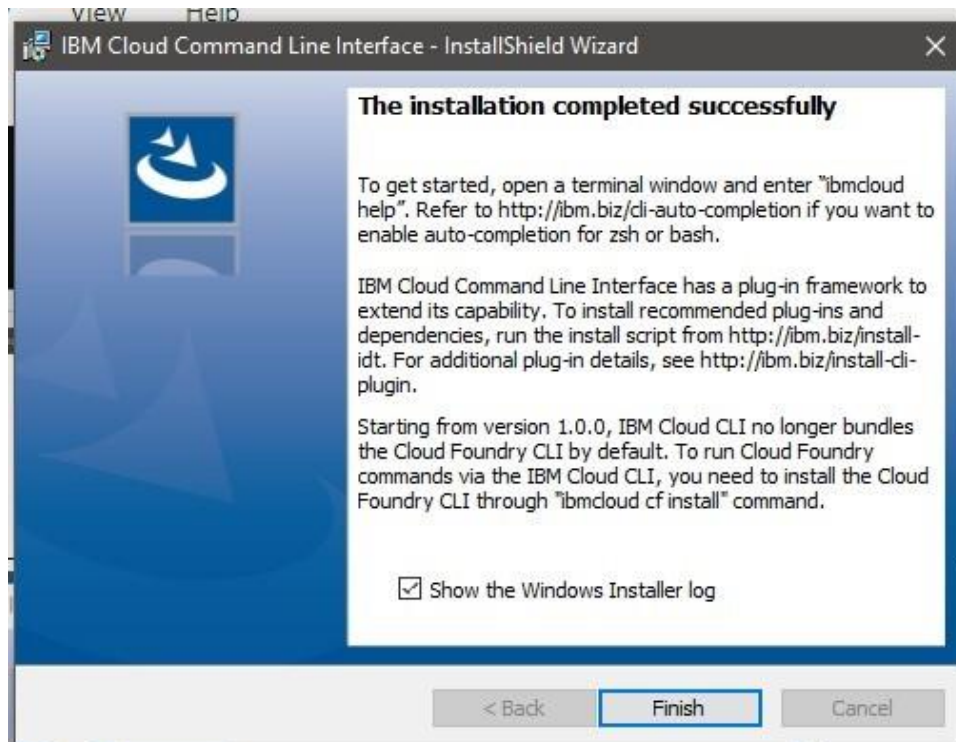 View Help
IBM Cloud Command Line Interface - InstallShield Wizard
The installation completed successfully
To get started, open a terminal window and enter "ibmcloud
help". Refer to http://ibm.biz/cli-auto-completion if you want to
enable auto-completion for zsh or bash.
IBM Cloud Command Line Interface has a plug-in framework to
extend its capability. To install recommended plug-ins and
dependencies, run the install script from http://ibm.biz/install-
idt. For additional plug-in details, see http://ibm.biz/install-cli-
plugin.
Starting from version 1.0.0, IBM Cloud CLI no longer bundles
the Cloud Foundry CLI by default. To run Cloud Foundry
commands via the IBM Cloud CLI, you need to install the Cloud
Foundry CLI through "ibmcloud cf install" command.
Show the Windows Installer log
< Back Finish Cancel